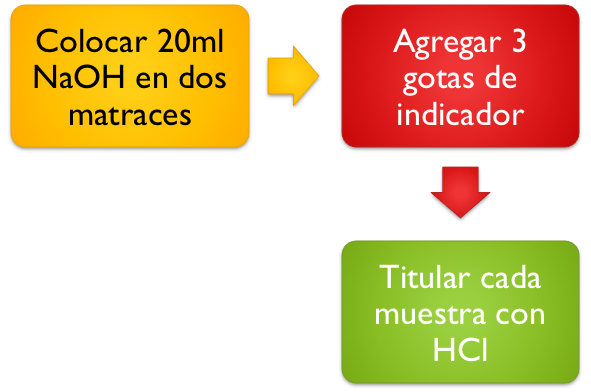 Colocar 20ml
NaOH en dos
matraces
Agregar 3
gotas de
indicador
Titular cada
muestra con
HCl